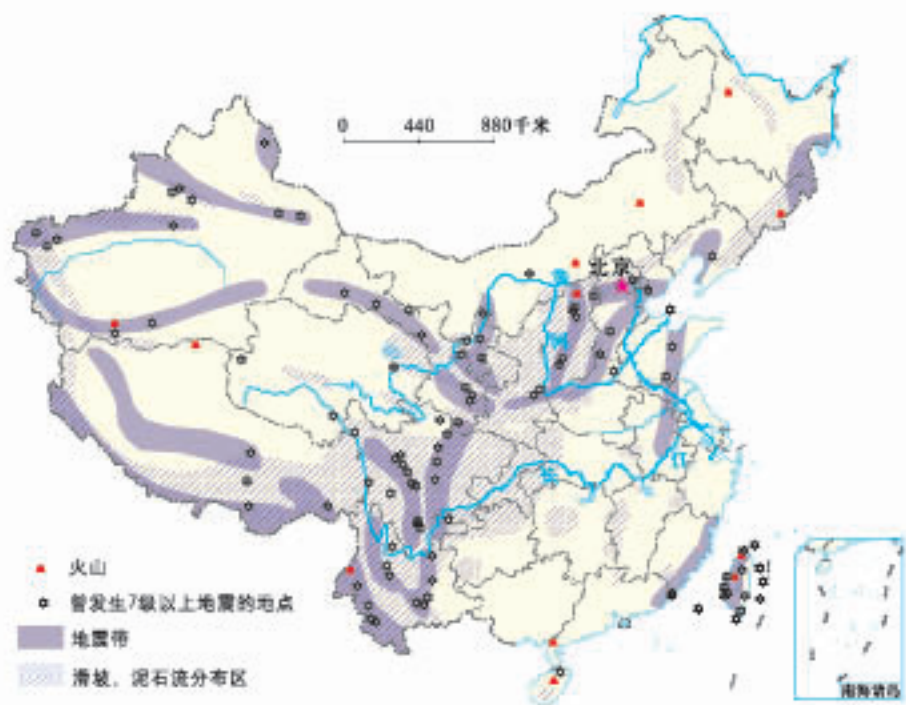 0 440 880千米
北京
火山
曾发生7级以上地震的地点
地震带
滑坡、泥石流分布区
南海诸岛